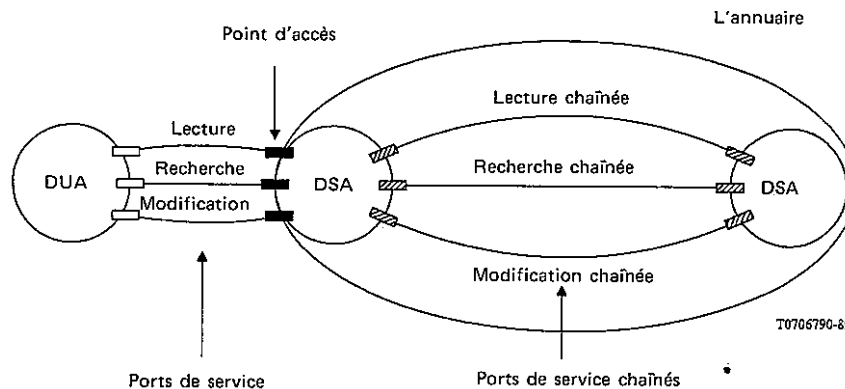 L'annuaire
Point d'accès
Lecture chaînée
Lecture
DUA
Recherche
DSA
Recherche chaînée
DSA
Modification
Modification chaînée
T0706790-8
Ports de service
Ports de service chaînés